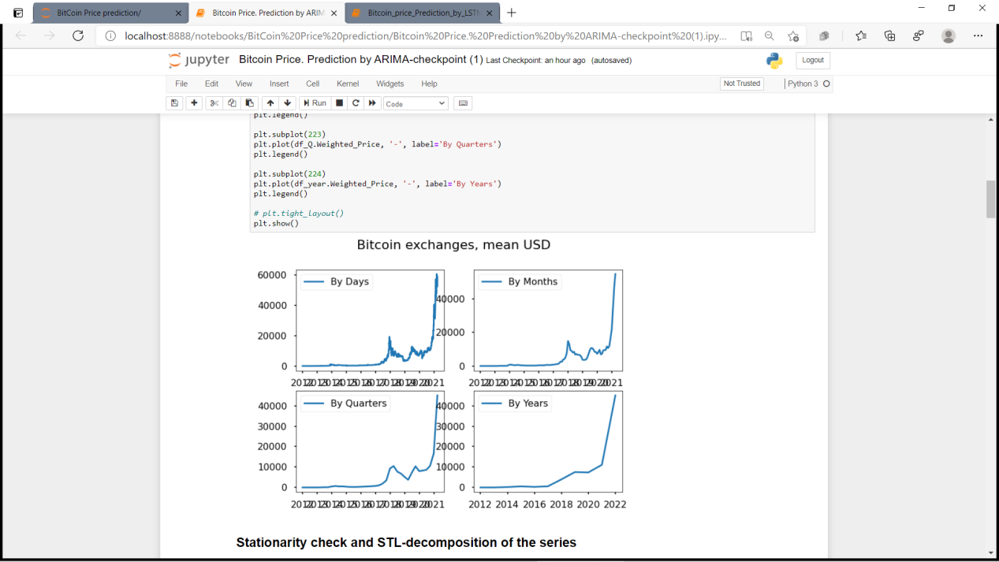 BitCoin Price prediction/
Bitcoin Price. Prediction by ARIM
Bitcoin_price_Prediction_by_LST
localhost:8888/notebooks/BitCoin%20Price%20prediction/Bitcoin%20Price.%20Prediction%20by%20ARIMA-checkpoint%20(1).ipy...
jupyter Bitcoin Price. Prediction by ARIMA-checkpoint (1) Last Checkpoint: an hour ago (autosaved)
Logout
File Edit View Insert Cell Kernel Widgets Help
Not Trusted
Python 3
Run
Code
plt.legend()
plt.subplot(223)
plt.plot(df_Q.Weighted_Price, '-', label='By Quarters')
plt.legend()
plt.subplot(224)
plt.plot(df_year.Weighted_Price, '-', label='By Years')
plt.legend()
# plt.tight_layout()
plt.show()
Bitcoin exchanges, mean USD
By Days
60000
40000
20000
0
2012 2013 2014 2015 2016 2017 2018 2019 2020 2021
By Months
40000
20000
0
2012 2013 2014 2015 2016 2017 2018 2019 2020 2021
By Quarters
40000
30000
20000
10000
0
2012 2013 2014 2015 2016 2017 2018 2019 2020 2021
By Years
40000
30000
20000
10000
0
2012 2014 2016 2018 2020 2022
Stationarity check and STL-decomposition of the series